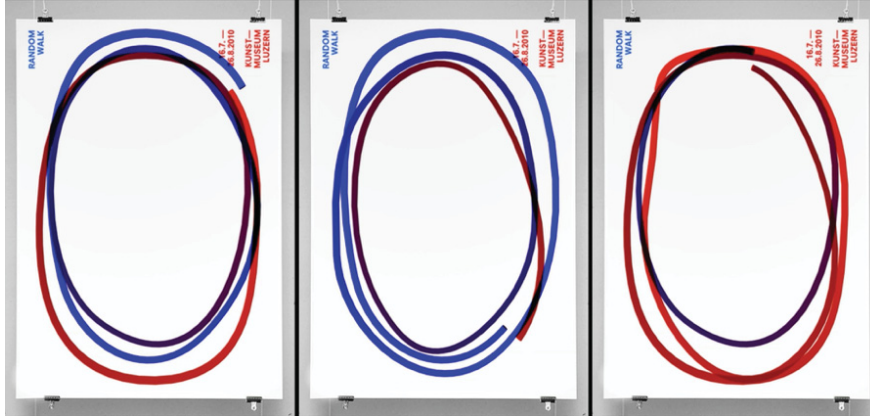 RANDOM
WALK
16.7.—
26.8.2010
KUNST—
MUSEUM
LUZERN
RANDOM
WALK
16.7.—
26.8.2010
KUNST—
MUSEUM
LUZERN
RANDOM
WALK
16.7.—
26.8.2010
KUNST—
MUSEUM
LUZERN